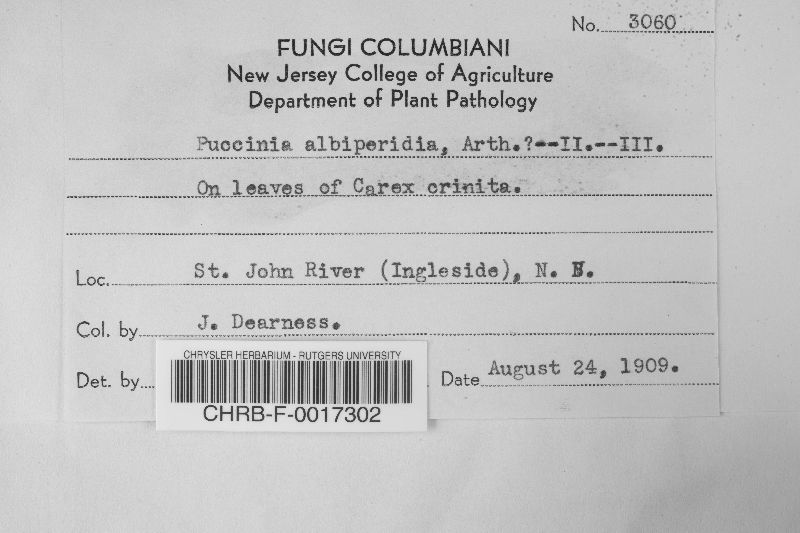 No. 3060
FUNGI COLUMBIANI
New Jersey College of Agriculture
Department of Plant Pathology
Puccinia albiperidia, Arth.?--II.--III.
On leaves of Carex crinita.
Loc. St. John River (Ingleside), N. B.
Col. by J. Dearness.
CHRYSLER HERBARIUM - RUTGERS UNIVERSITY
Det. by
Date August 24, 1909.
CHRB-F-0017302